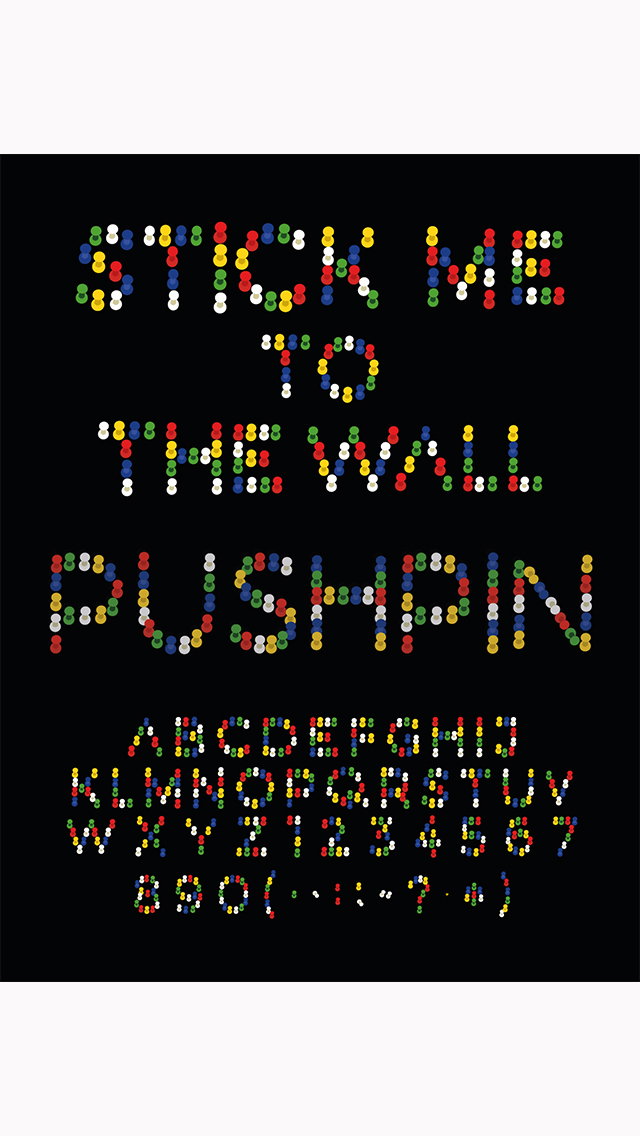 STICK ME
TO
THE WALL
PUSHPIN
ABCDEFGHIJ
KLMNOPQRSTUV
WXYZ1234567
890(
?
)